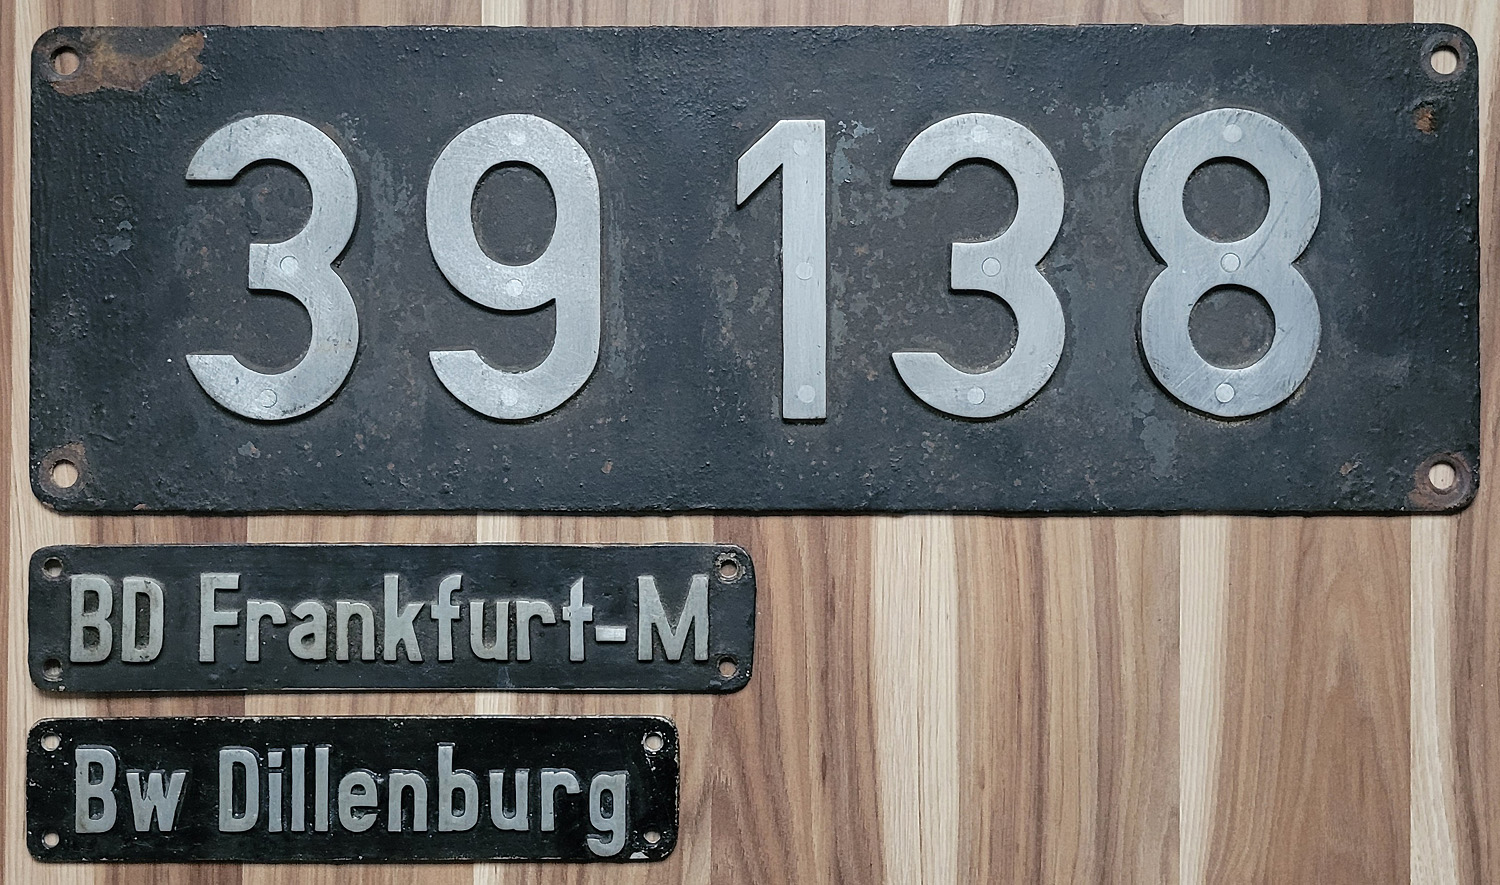 39 138
BD Frankfurt-M
Bw Dillenburg